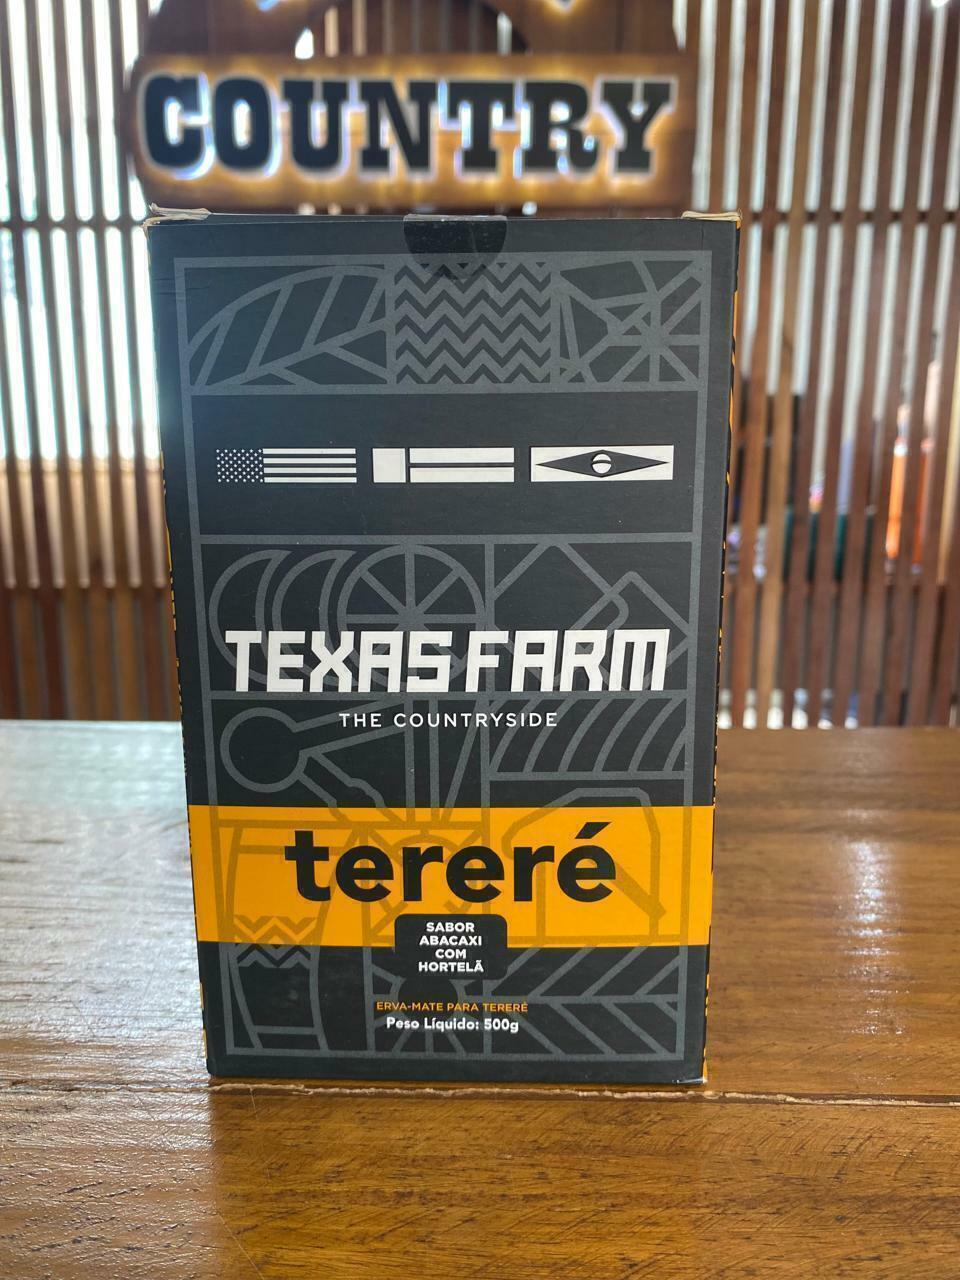 COUNTRY
TEXAS FARM
THE COUNTRYSIDE
tereré
SABOR
ABACAXI
COM
HORTELÃ
ERVA-MATE PARA TERERÉ
Peso Líquido: 500g